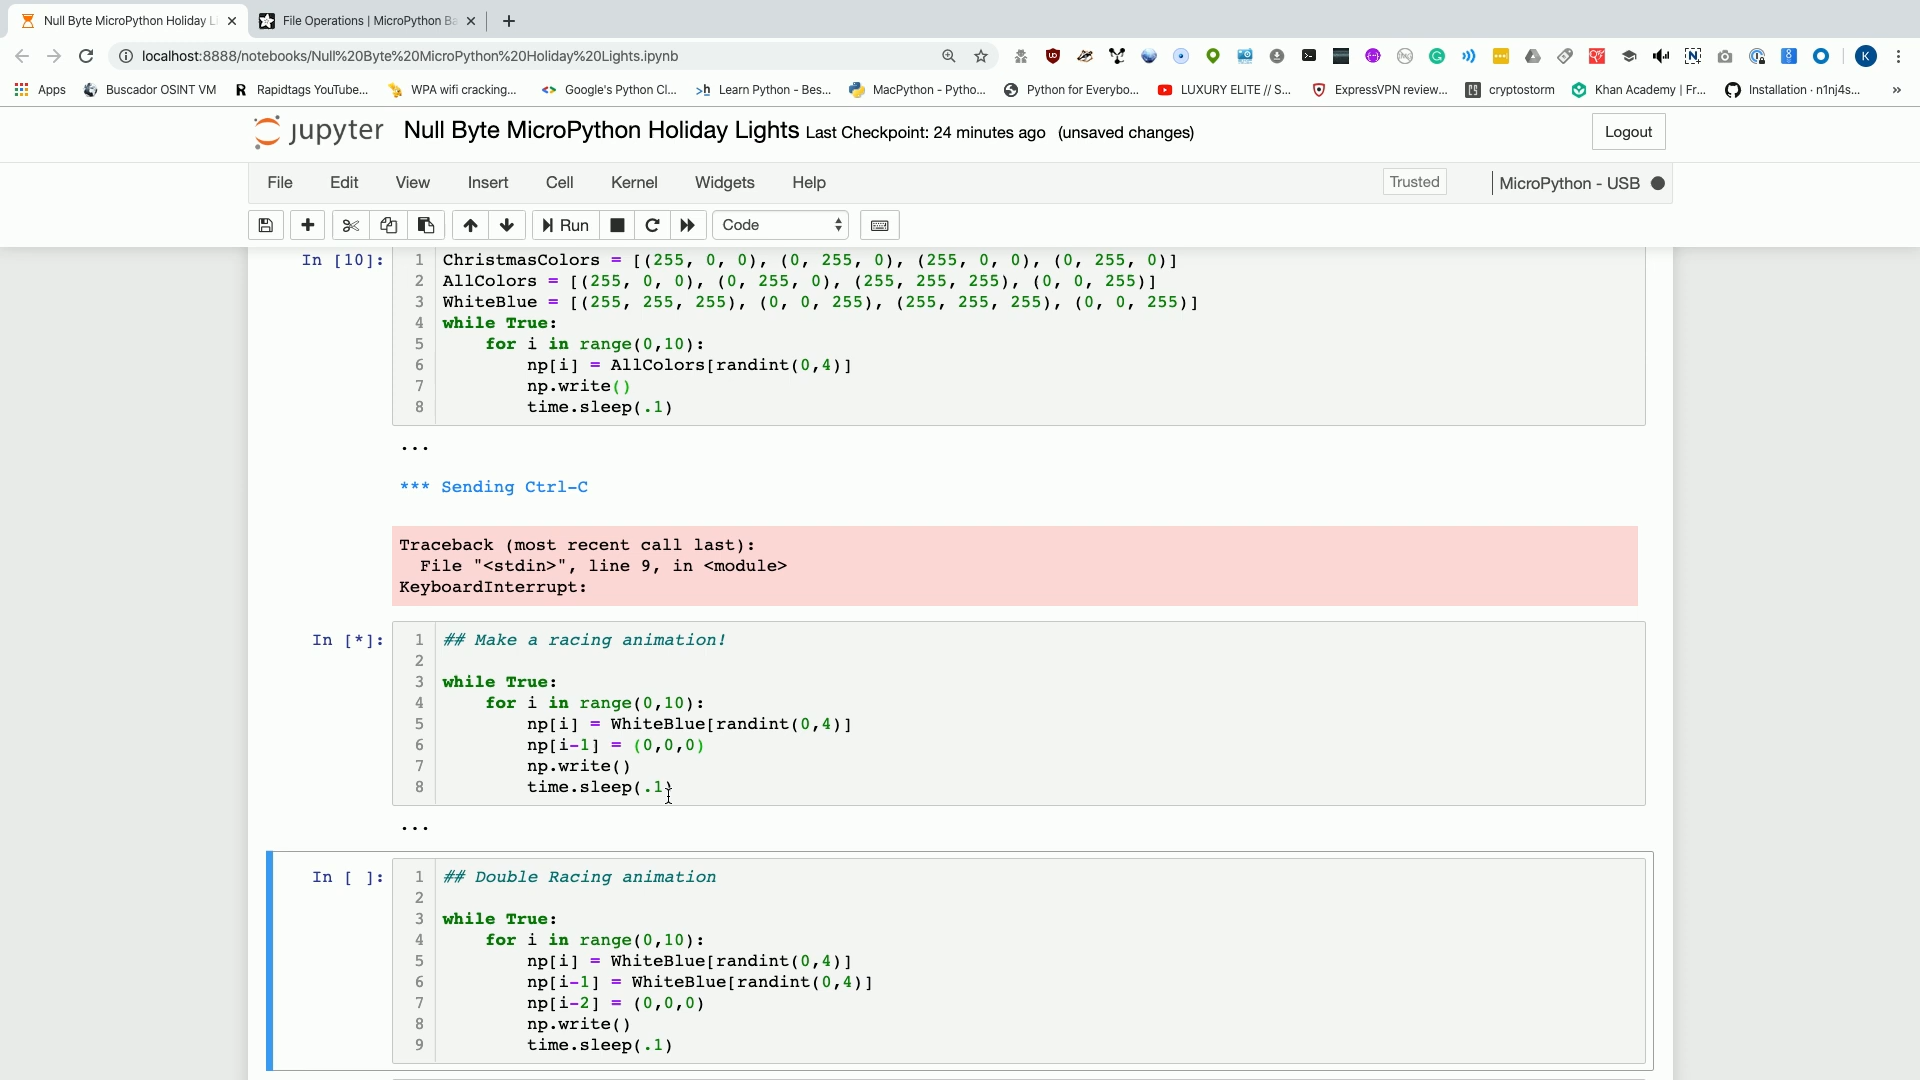 Null Byte MicroPython Holiday L
File Operations | MicroPython Ba
localhost:8888/notebooks/Null%20Byte%20MicroPython%20Holiday%20Lights.ipynb
K
Apps
Buscador OSINT VM
Rapidtags YouTube...
WPA wifi cracking...
Google's Python Cl...
Learn Python - Bes...
MacPython - Pytho...
Python for Everybo...
LUXURY ELITE // S...
ExpressVPN review...
cryptostorm
Khan Academy | Fr...
Installation · n1nj4s...
jupyter Null Byte MicroPython Holiday Lights Last Checkpoint: 24 minutes ago (unsaved changes)
Logout
File Edit View Insert Cell Kernel Widgets Help
Trusted
MicroPython - USB
Run
Code
In [10]:
1 ChristmasColors = [(255, 0, 0), (0, 255, 0), (255, 0, 0), (0, 255, 0)]
2 AllColors = [(255, 0, 0), (0, 255, 0), (255, 255, 255), (0, 0, 255)]
3 WhiteBlue = [(255, 255, 255), (0, 0, 255), (255, 255, 255), (0, 0, 255)]
4 while True:
5 for i in range(0,10):
6 np[i] = AllColors[randint(0,4)]
7 np.write()
8 time.sleep(.1)
...
*** Sending Ctrl-C
Traceback (most recent call last):
File "<stdin>", line 9, in <module>
KeyboardInterrupt:
In [*]:
1 ## Make a racing animation!
2
3 while True:
4 for i in range(0,10):
5 np[i] = WhiteBlue[randint(0,4)]
6 np[i-1] = (0,0,0)
7 np.write()
8 time.sleep(.1)
...
In [ ]:
1 ## Double Racing animation
2
3 while True:
4 for i in range(0,10):
5 np[i] = WhiteBlue[randint(0,4)]
6 np[i-1] = WhiteBlue[randint(0,4)]
7 np[i-2] = (0,0,0)
8 np.write()
9 time.sleep(.1)